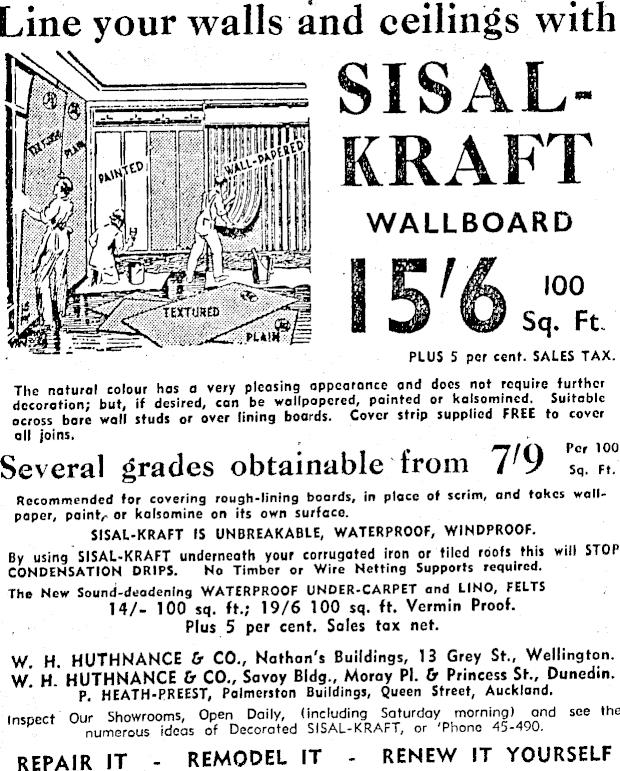 Line your walls and ceilings with
SISAL-
KRAFT
WALLBOARD
15'6 100
Sq. Ft.
PLUS 5 per cent. SALES TAX.
TEXTURED
PLAIN
PAINTED
WALL-PAPERED
TEXTURED
PLAIN
The natural colour has a very pleasing appearance and does not require further
decoration; but, if desired, can be wallpapered, painted or kalsomined. Suitable
across bare wall studs or over lining boards. Cover strip supplied FREE to cover
all joins.
Several grades obtainable from 7'9 Per 100
Sq. Ft.
Recommended for covering rough-lining boards, in place of scrim, and takes wall-
paper, paint, or kalsomine on its own surface.
SISAL-KRAFT IS UNBREAKABLE, WATERPROOF, WINDPROOF.
By using SISAL-KRAFT underneath your corrugated iron or tiled roofs this will STOP
CONDENSATION DRIPS. No Timber or Wire Netting Supports required.
The New Sound-deadening WATERPROOF UNDER-CARPET and LINO, FELTS
14/- 100 sq. ft.; 19/6 100 sq. ft. Vermin Proof.
Plus 5 per cent. Sales tax net.
W. H. HUTHNANCE & CO., Nathan's Buildings, 13 Grey St., Wellington.
W. H. HUTHNANCE & CO., Savoy Bldg., Moray Pl. & Princess St., Dunedin.
P. HEATH-PREEST, Palmerston Buildings, Queen Street, Auckland.
Inspect Our Showrooms, Open Daily, (including Saturday morning) and see the
numerous ideas of Decorated SISAL-KRAFT, or 'Phone 45-490.
REPAIR IT - REMODEL IT - RENEW IT YOURSELF